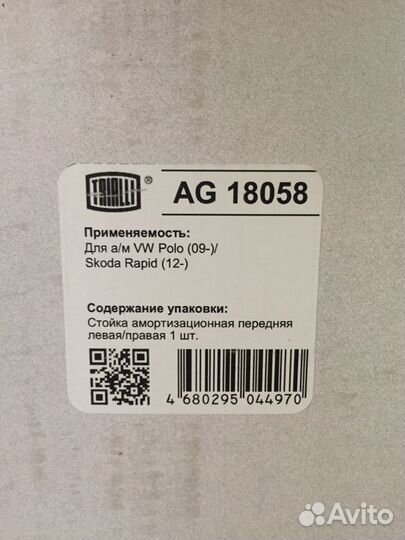 TRIALLI ®
AG 18058
Применяемость:
Для а/м VW Polo (09-)/
Skoda Rapid (12-)
Содержание упаковки:
Стойка амортизационная передняя
левая/правая 1 шт.
4 680295 044970
Avito